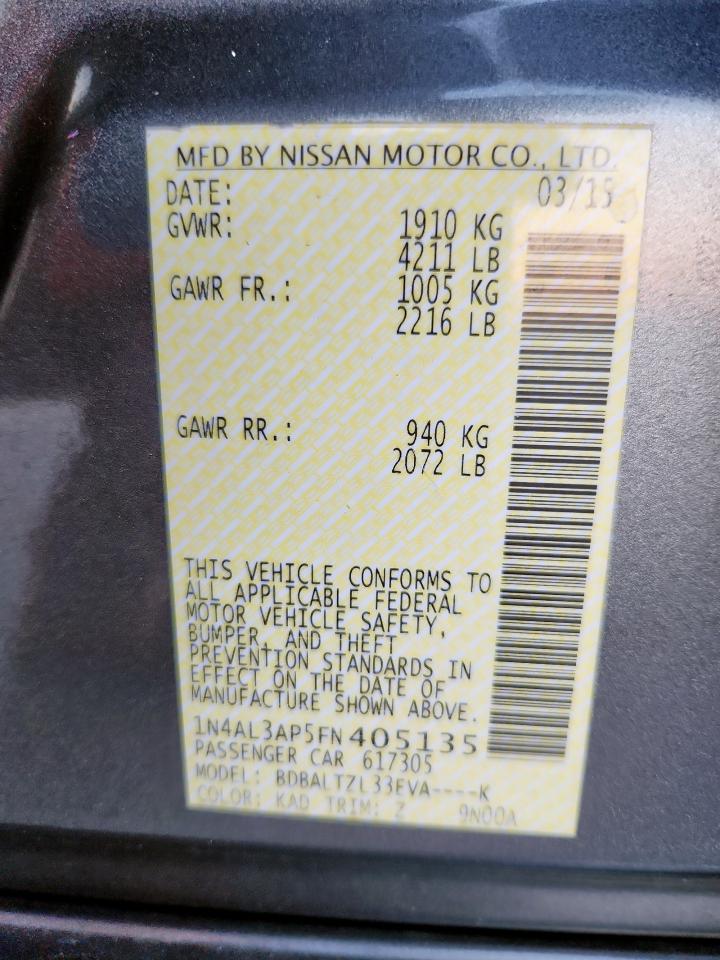 MFD BY NISSAN MOTOR CO., LTD.
DATE: 03/15
GVWR: 1910 KG
4211 LB
GAWR FR.: 1005 KG
2216 LB
GAWR RR.: 940 KG
2072 LB
THIS VEHICLE CONFORMS TO
ALL APPLICABLE FEDERAL
MOTOR VEHICLE SAFETY,
BUMPER, AND THEFT
PREVENTION STANDARDS IN
EFFECT ON THE DATE OF
MANUFACTURE SHOWN ABOVE.
1N4AL3AP5FN405135
PASSENGER CAR 617305
MODEL: BDBALTZL33EVA----K
COLOR: KAD TRIM: Z 9N00A